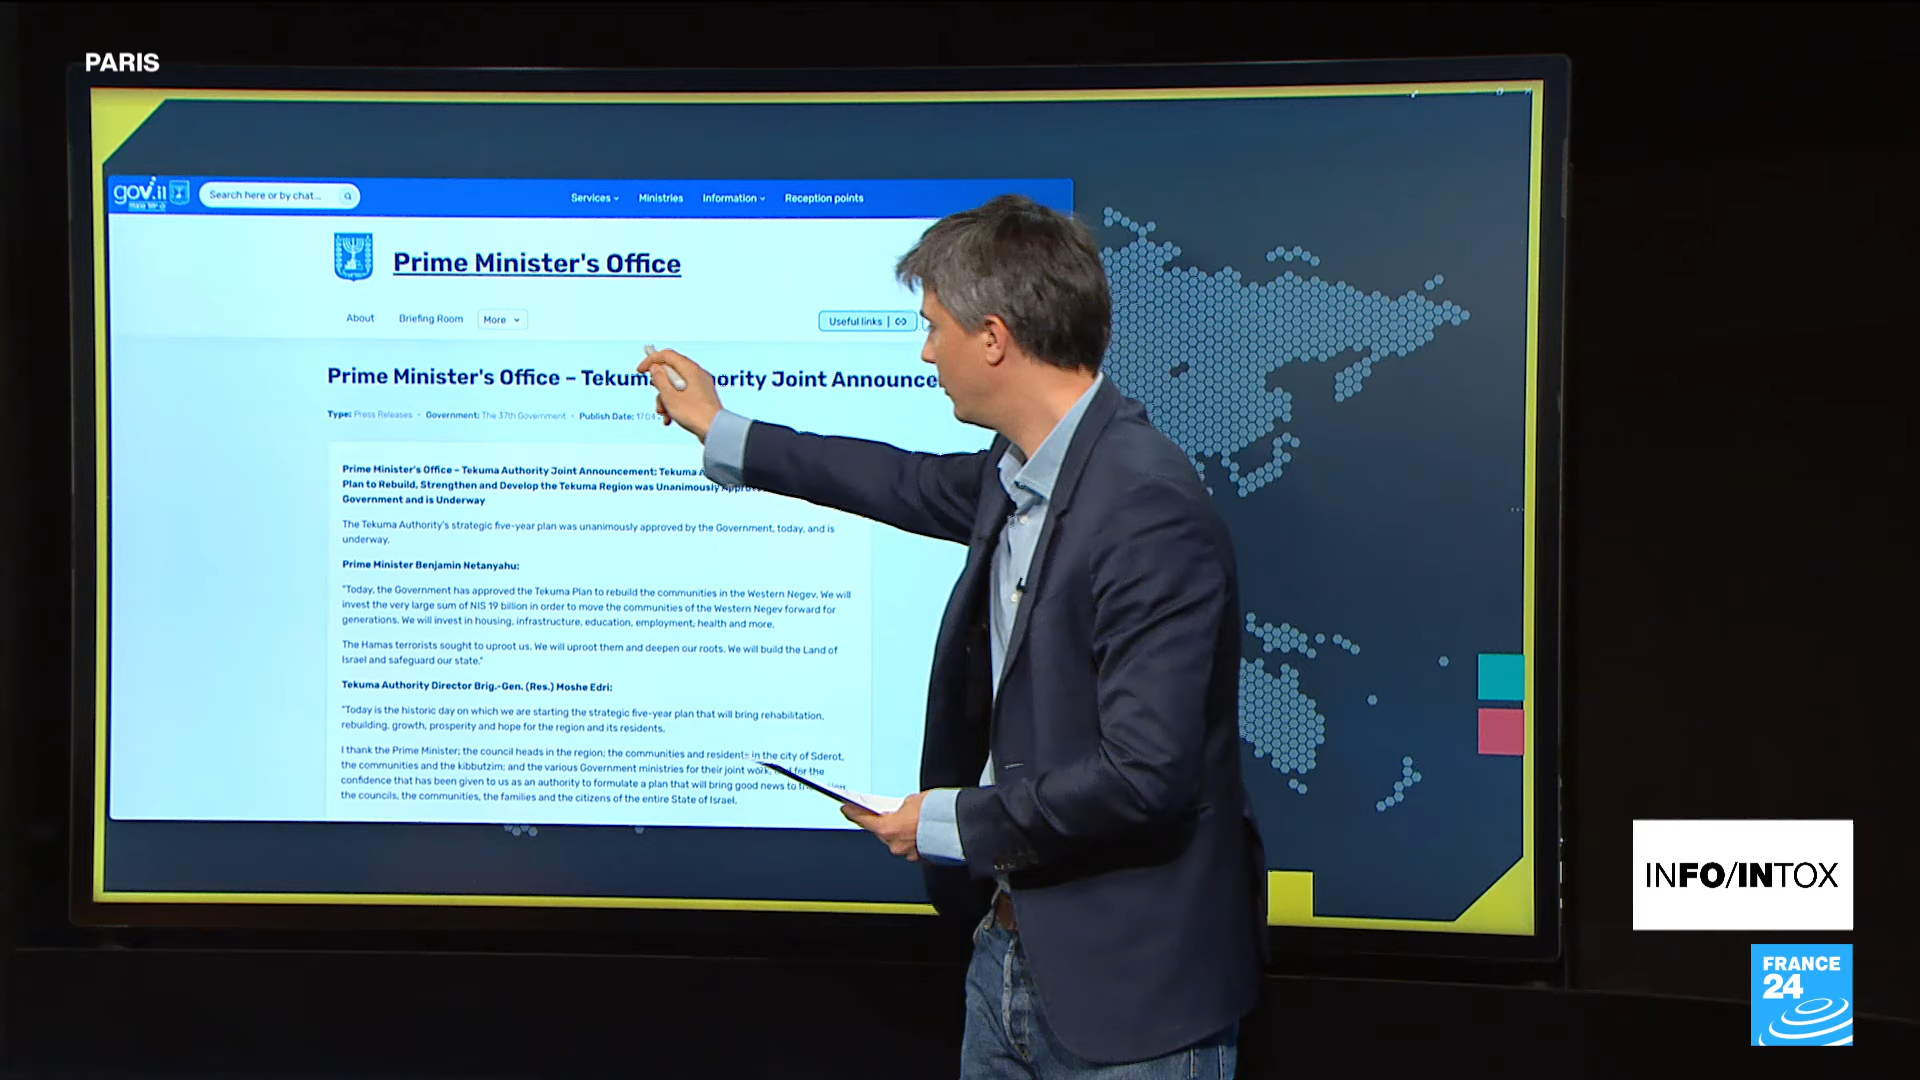 PARIS
gov.il
Search here or by chat...
Services
Ministries
Information
Reception points
Prime Minister's Office
About
Briefing Room
More
Useful links
Prime Minister's Office – Tekuma Authority Joint Announce
Type: Press Releases • Government: The 37th Government • Publish Date: 17.04
Prime Minister's Office – Tekuma Authority Joint Announcement: Tekuma
Plan to Rebuild, Strengthen and Develop the Tekuma Region was Unanimously Approved
Government and is Underway
The Tekuma Authority's strategic five-year plan was unanimously approved by the Government, today, and is
underway.
Prime Minister Benjamin Netanyahu:
"Today, the Government has approved the Tekuma Plan to rebuild the communities in the Western Negev. We will
invest the very large sum of NIS 19 billion in order to move the communities of the Western Negev forward for
generations. We will invest in housing, infrastructure, education, employment, health and more.
The Hamas terrorists sought to uproot us. We will uproot them and deepen our roots. We will build the Land of
Israel and safeguard our state."
Tekuma Authority Director Brig.-Gen. (Res.) Moshe Edri:
"Today is the historic day on which we are starting the strategic five-year plan that will bring rehabilitation,
rebuilding, growth, prosperity and hope for the region and its residents.
I thank the Prime Minister; the council heads in the region; the communities and residents in the city of Sderot,
the communities and the kibbutzim; and the various Government ministries for their joint work, and for the
confidence that has been given to us as an authority to formulate a plan that will bring good news to
the councils, the communities, the families and the citizens of the entire State of Israel.
INFO/INTOX
FRANCE
24